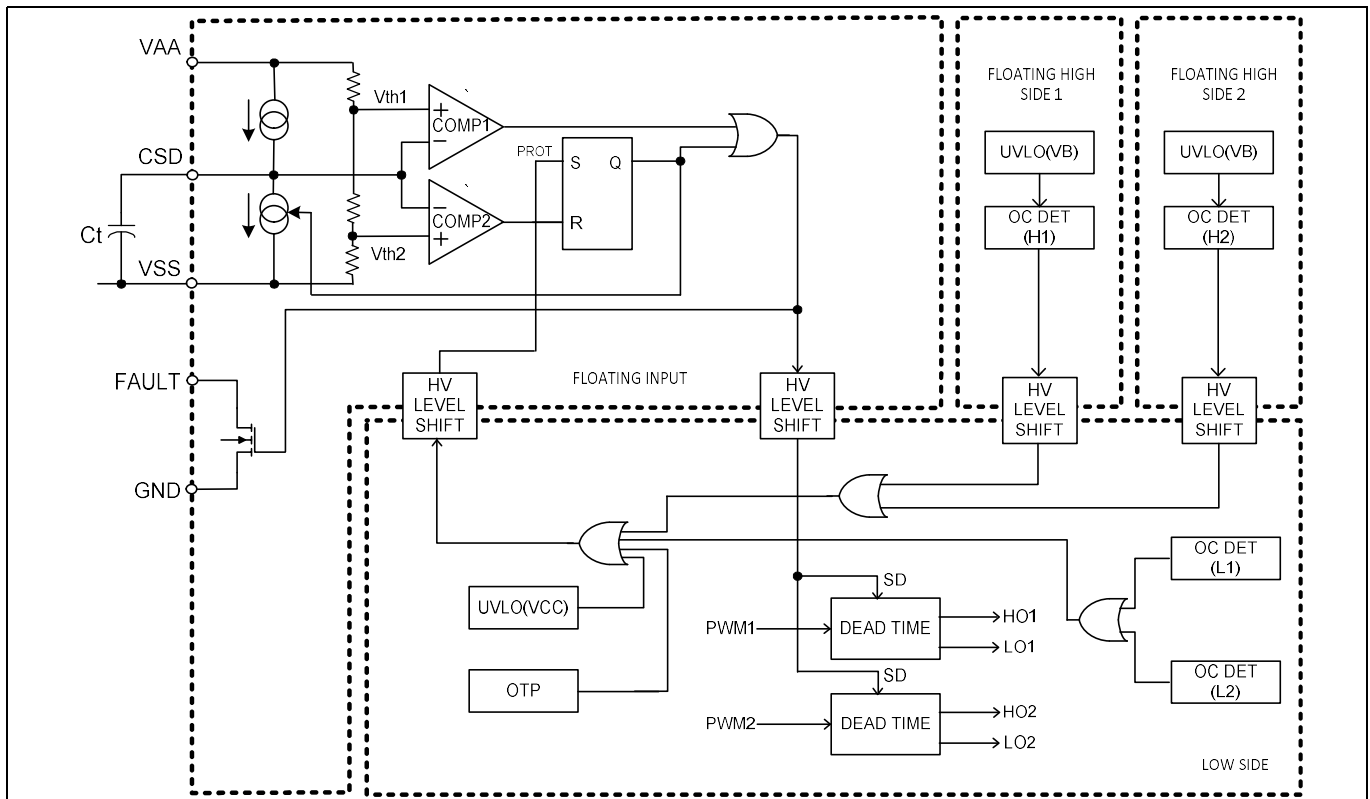 VAA
CSD
Ct
VSS
FAULT
GND
Vth1
Vth2
+
COMP1
−
−
COMP2
+
PROT
S
Q
R
FLOATING HIGH
SIDE 1
UVLO(VB)
OC DET
(H1)
FLOATING HIGH
SIDE 2
UVLO(VB)
OC DET
(H2)
HV
LEVEL
SHIFT
FLOATING INPUT
HV
LEVEL
SHIFT
HV
LEVEL
SHIFT
HV
LEVEL
SHIFT
UVLO(VCC)
OTP
SD
PWM1
DEAD TIME
HO1
LO1
SD
PWM2
DEAD TIME
HO2
LO2
OC DET
(L1)
OC DET
(L2)
LOW SIDE